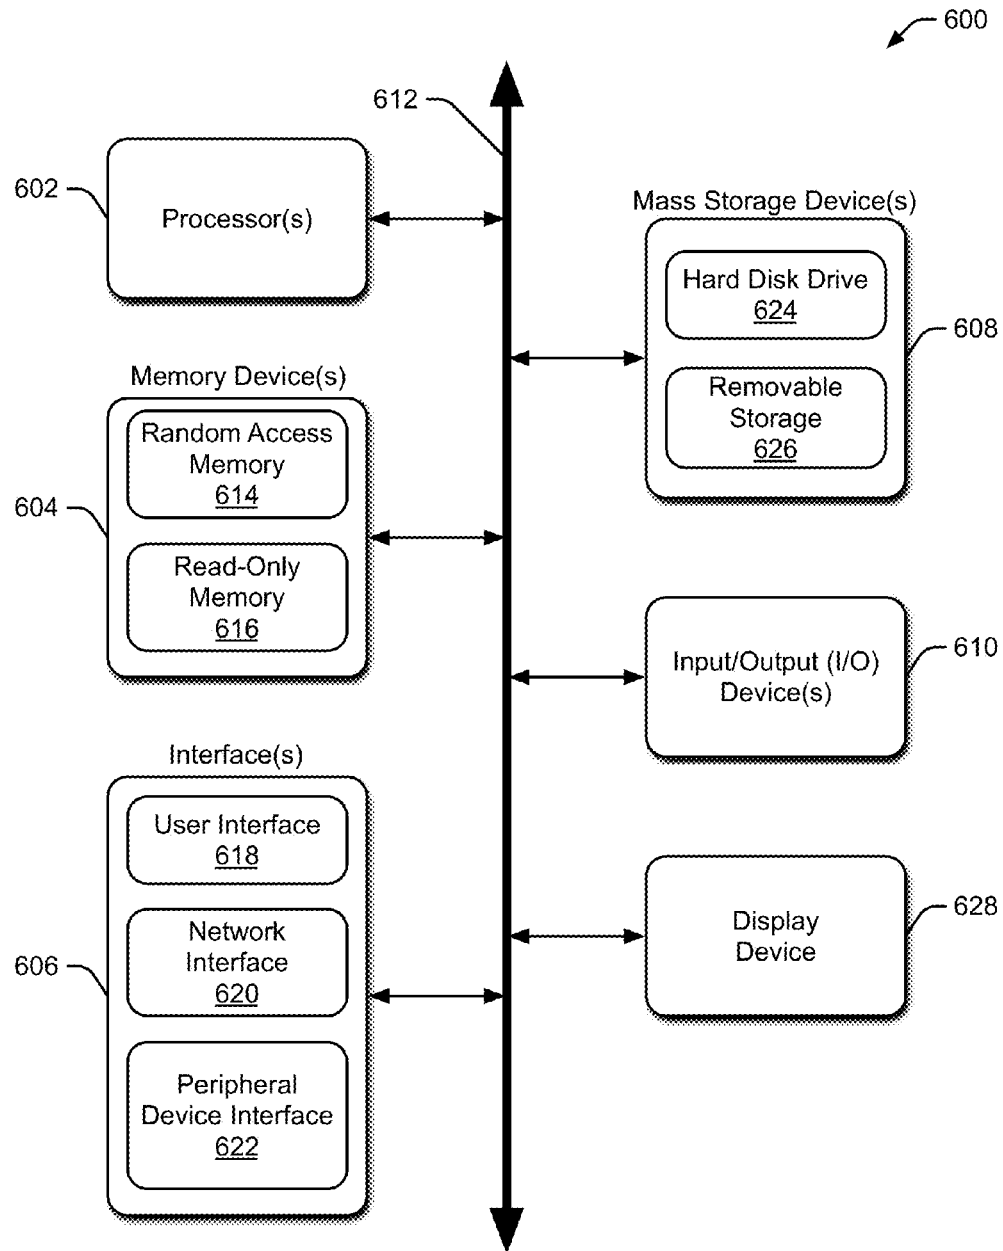 600
612
602
Processor(s)
Mass Storage Device(s)
Hard Disk Drive
624
608
Removable
Storage
626
Memory Device(s)
Random Access
Memory
614
604
Read-Only
Memory
616
Input/Output (I/O)
Device(s)
610
Interface(s)
User Interface
618
Network
Interface
620
606
Peripheral
Device Interface
622
Display
Device
628